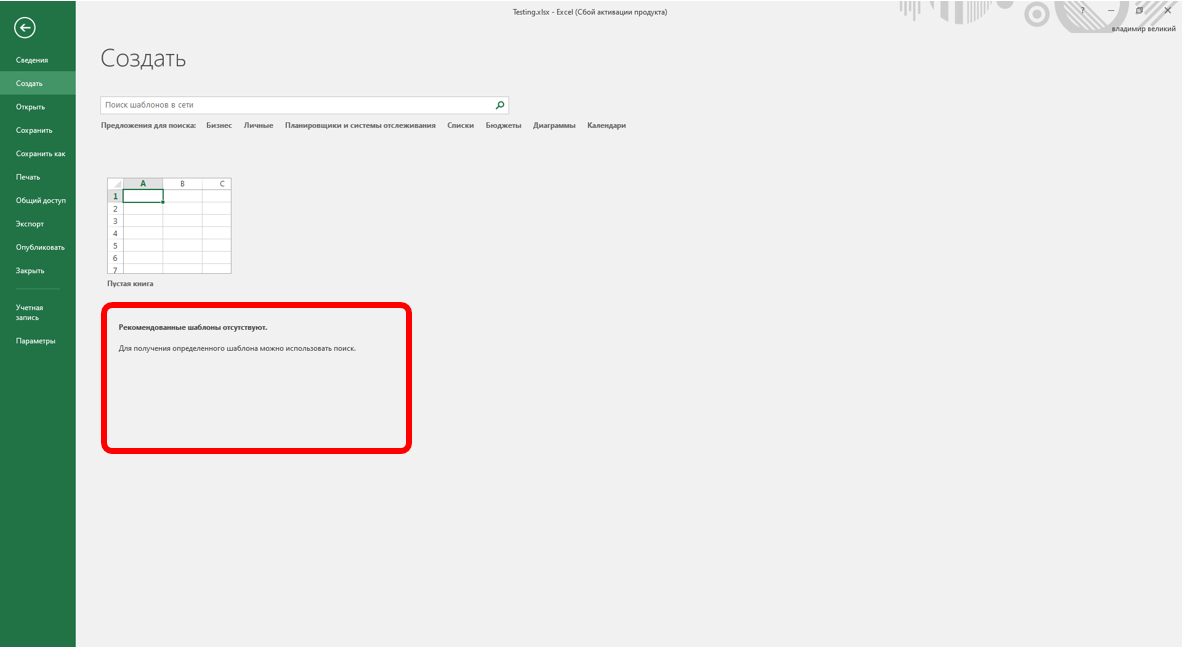 Testing.xlsx - Excel (Сбой активации продукта)
?
владимир великий
Сведения
Создать
Открыть
Сохранить
Сохранить как
Печать
Общий доступ
Экспорт
Опубликовать
Закрыть
Учетная
запись
Параметры
Создать
Поиск шаблонов в сети
Предложения для поиска: Бизнес Личные Планировщики и системы отслеживания Списки Бюджеты Диаграммы Календари
A B C
1
2
3
4
5
6
7
Пустая книга
Рекомендованные шаблоны отсутствуют.
Для получения определенного шаблона можно использовать поиск.